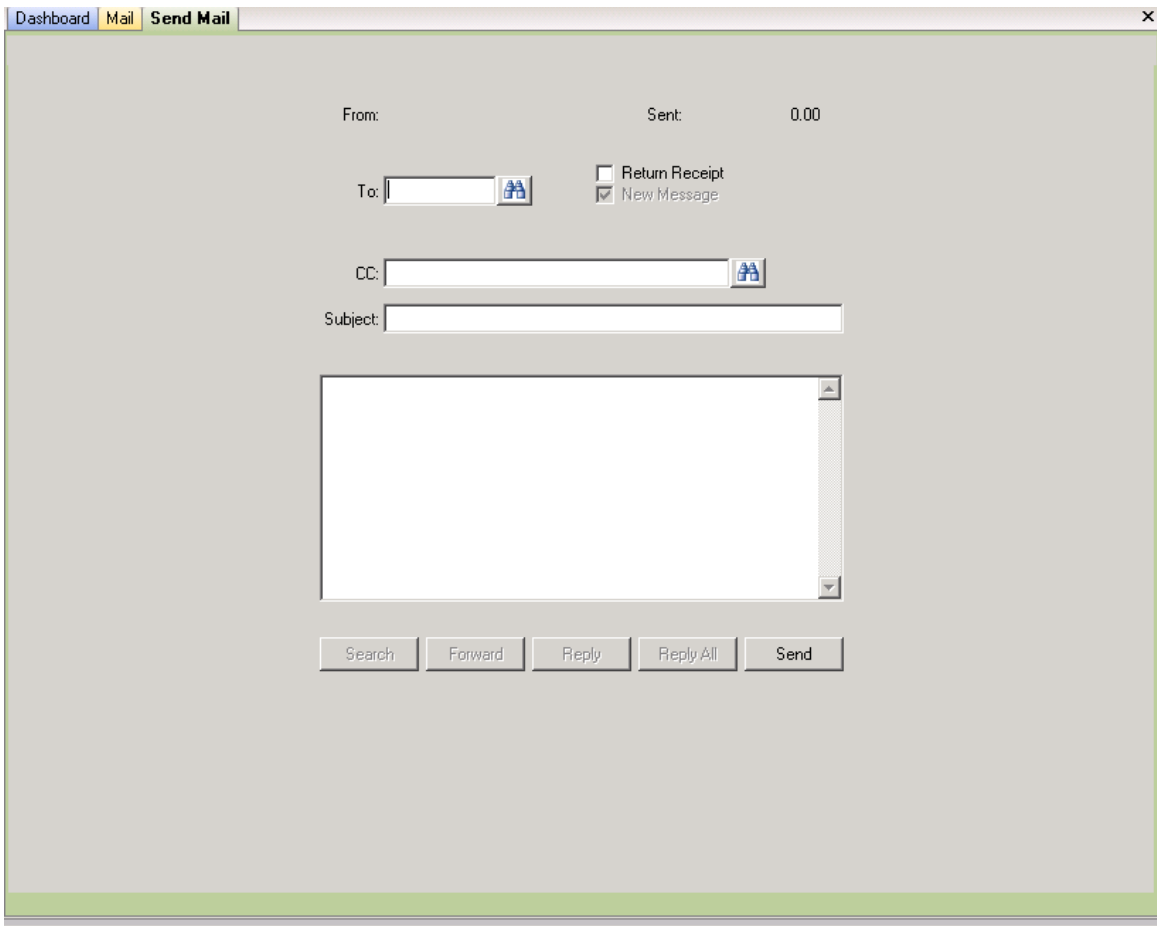 Dashboard Mail Send Mail
From: Sent: 0.00
To: Return Receipt
New Message
CC:
Subject:
Search Forward Reply Reply All Send